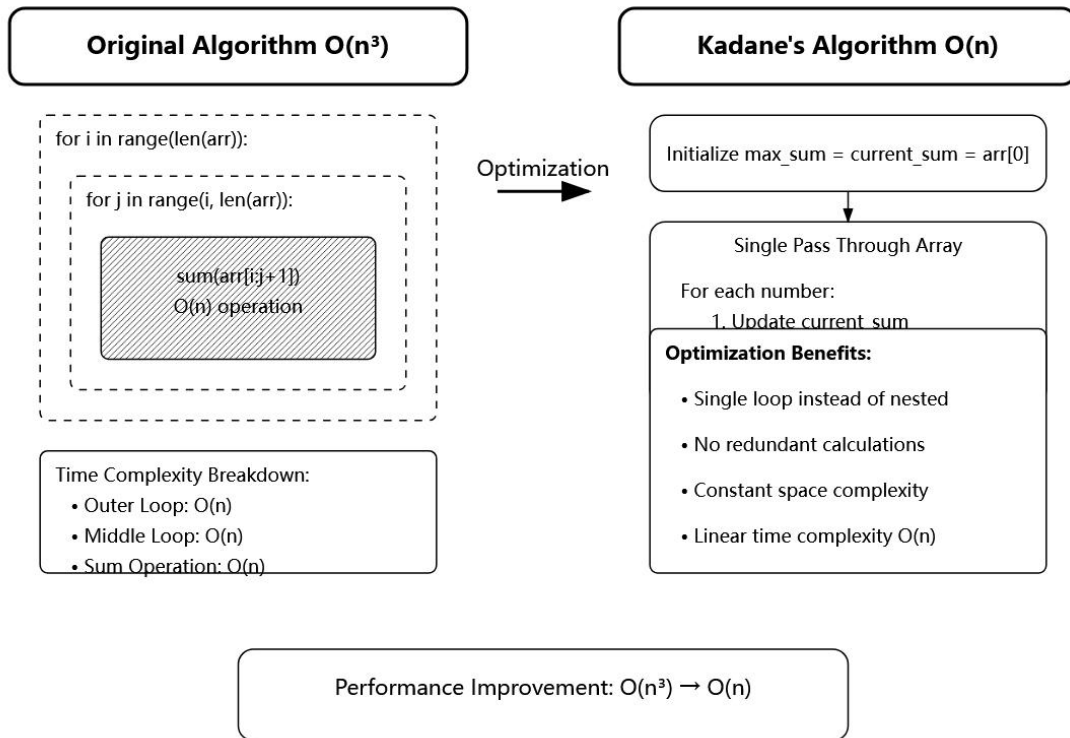 Original Algorithm O(n³)
for i in range(len(arr)):
for j in range(i, len(arr)):
sum(arr[i:j+1])
O(n) operation
Time Complexity Breakdown:
• Outer Loop: O(n)
• Middle Loop: O(n)
• Sum Operation: O(n)
Optimization
Kadane's Algorithm O(n)
Initialize max_sum = current_sum = arr[0]
Single Pass Through Array
For each number:
1. Update current_sum
Optimization Benefits:
• Single loop instead of nested
• No redundant calculations
• Constant space complexity
• Linear time complexity O(n)
Performance Improvement: O(n³) → O(n)